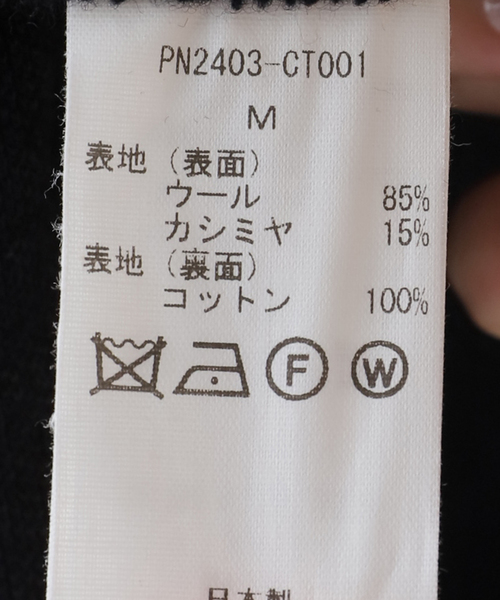 PN2403-CT001
M
表地 (表面)
ウール 85%
カシミヤ 15%
表地 (裏面)
コットン 100%
F W
日本製